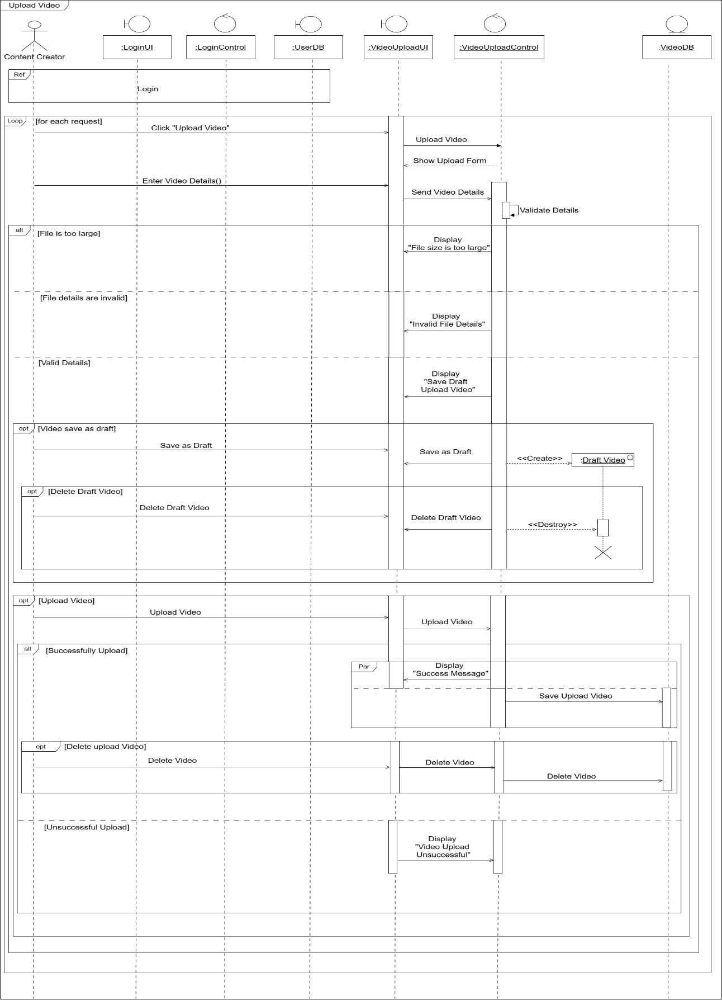 Upload Video
Content Creator
:LoginUI
:LoginControl
:UserDB
:VideoUploadUI
:VideoUploadControl
VideoDB
Ref
Login
Loop
[for each request]
Click "Upload Video"
Upload Video
Show Upload Form
Enter Video Details()
Send Video Details
Validate Details
alt
[File is too large]
Display
"File size is too large"
[File details are invalid]
Display
"Invalid File Details"
[Valid Details]
Display
"Save Draft
Upload Video"
opt
[Video save as draft]
Save as Draft
Save as Draft
<<Create>>
:Draft Video
opt
[Delete Draft Video]
Delete Draft Video
Delete Draft Video
<<Destroy>>
opt
[Upload Video]
Upload Video
Upload Video
alt
[Successfully Upload]
Par
Display
"Success Message"
Save Upload Video
opt
[Delete upload Video]
Delete Video
Delete Video
Delete Video
[Unsuccessful Upload]
Display
"Video Upload
Unsuccessful"